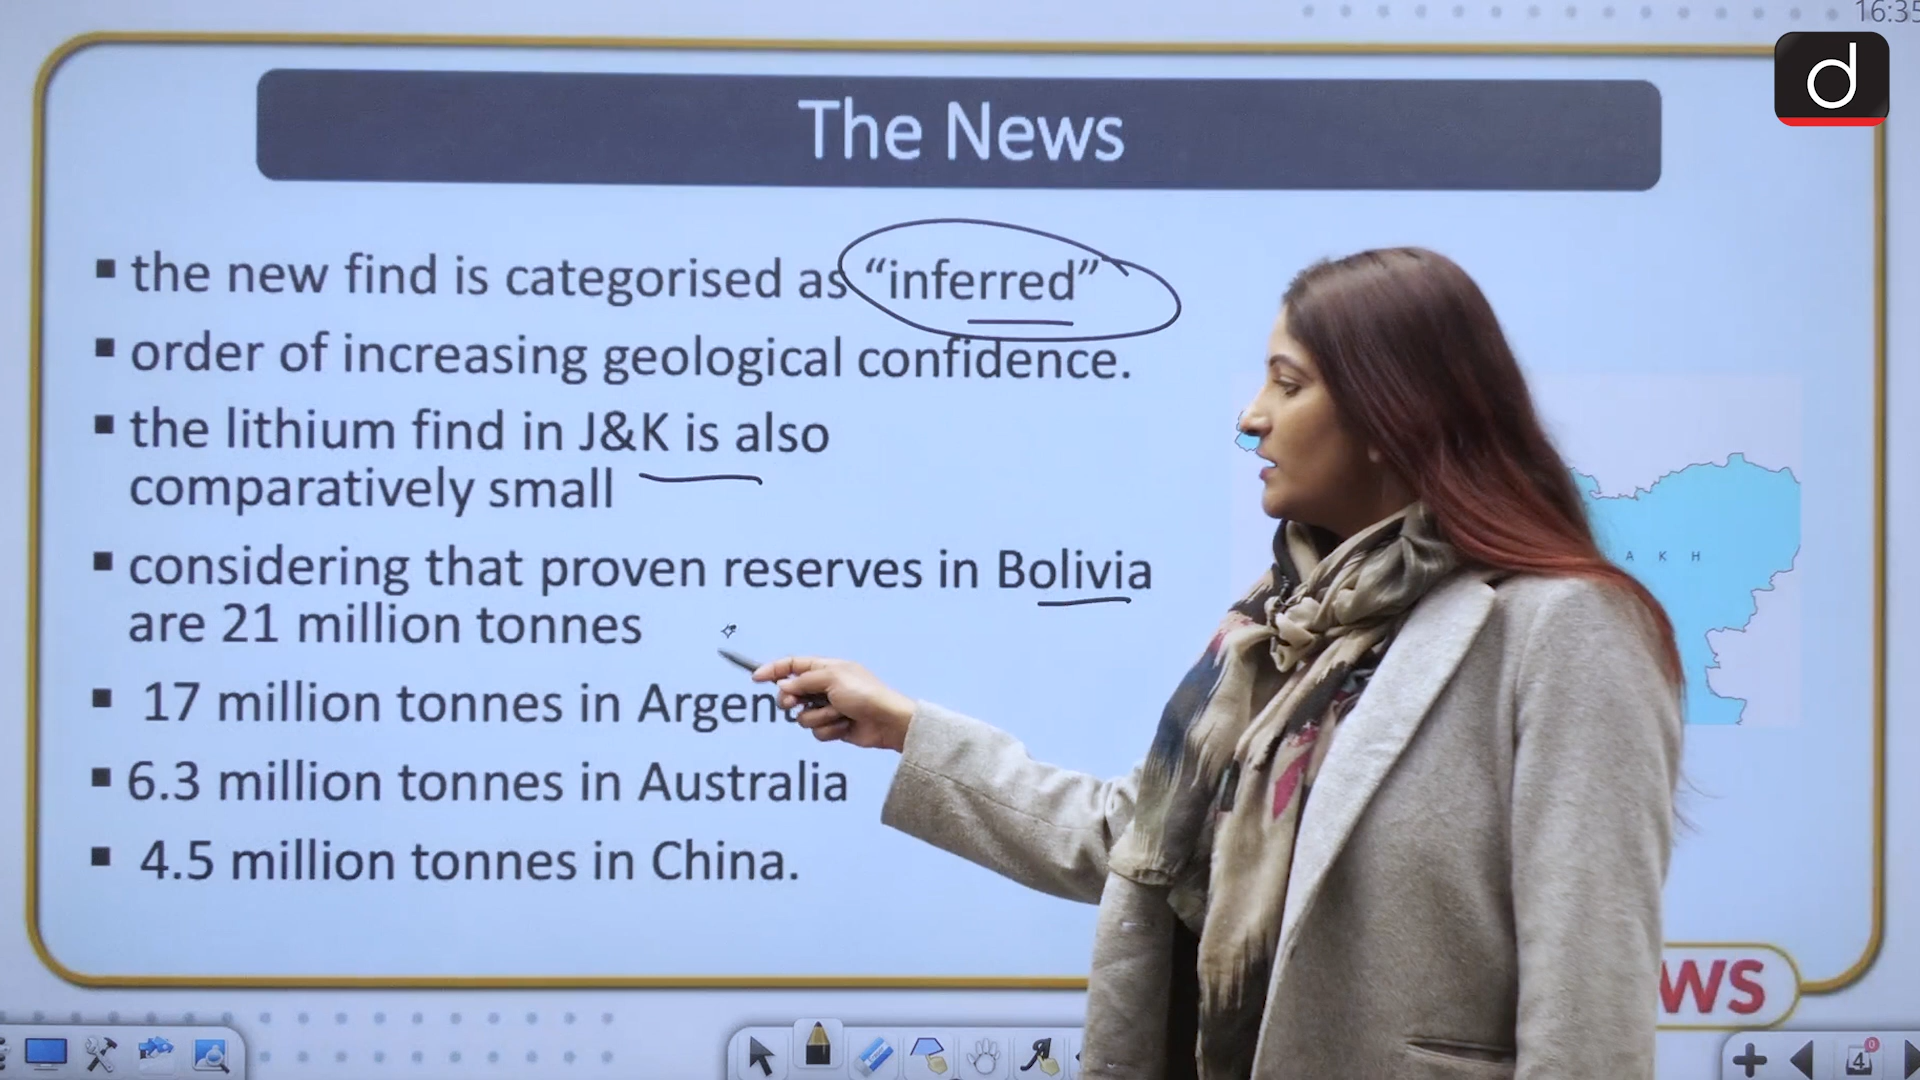 16:35
d
The News
▪ the new find is categorised as “inferred”
▪ order of increasing geological confidence.
▪ the lithium find in J&K is also
comparatively small
▪ considering that proven reserves in Bolivia
are 21 million tonnes
▪ 17 million tonnes in
▪ 6.3 million tonnes in Australia
▪ 4.5 million tonnes in China.
A K H
WS
4
0